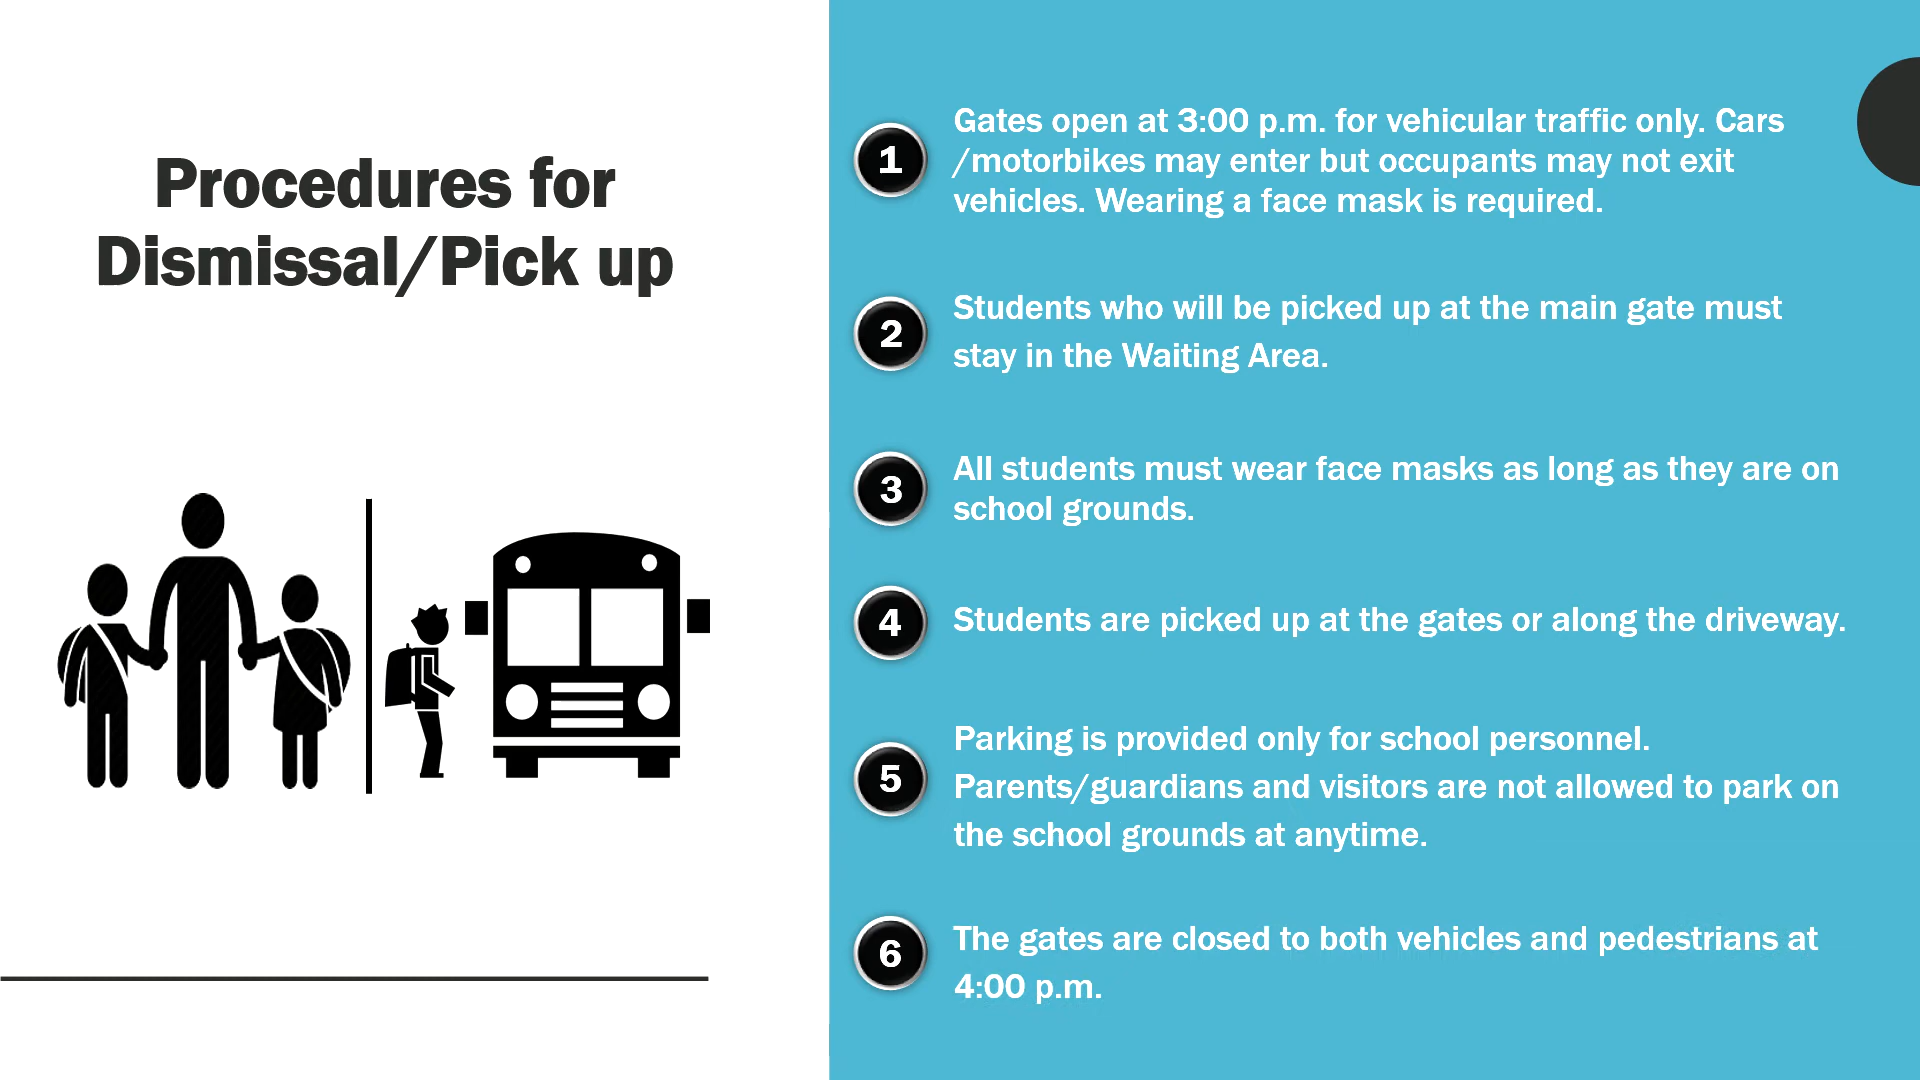 Procedures for
Dismissal/Pick up
1
Gates open at 3:00 p.m. for vehicular traffic only. Cars
/motorbikes may enter but occupants may not exit
vehicles. Wearing a face mask is required.
2
Students who will be picked up at the main gate must
stay in the Waiting Area.
3
All students must wear face masks as long as they are on
school grounds.
4
Students are picked up at the gates or along the driveway.
5
Parking is provided only for school personnel.
Parents/guardians and visitors are not allowed to park on
the school grounds at anytime.
6
The gates are closed to both vehicles and pedestrians at
4:00 p.m.